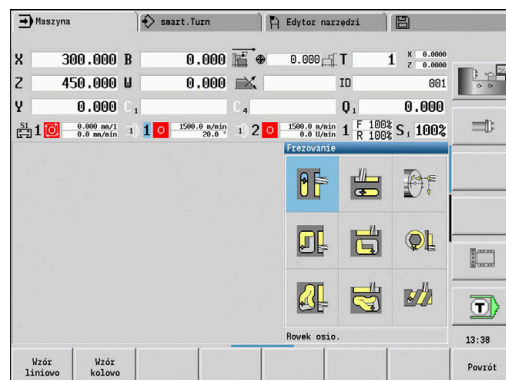 Maszyna smart.Turn Edytor narzędzi
X 300.000 B 0.000 0.000 T 1 X 0.0000 Z 0.0000
Z 450.000 U 0.000 ID 001
Y 0.000 C1 C4 Q1 0.000
S1 1 0.000 mm/1 0.0 mm/min 1) 1 1500.0 m/min 20.0 ° 1) 2 1500.0 m/min 0.0 U/min 1 F 100% R 100% S1 100%
Frezowanie
Rowek osio.
T
13:38
Wzór liniowo
Wzór kolowo
Powrót